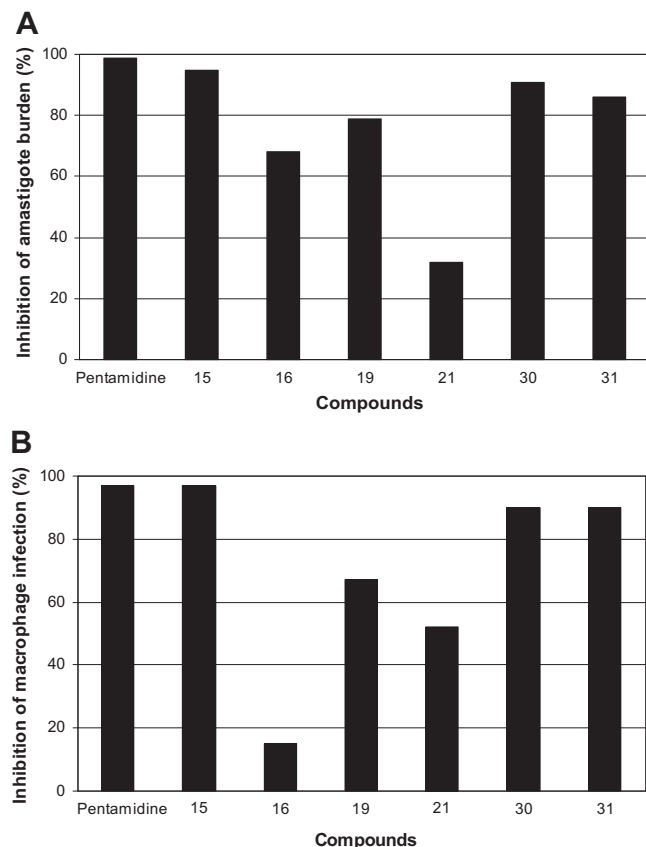 A
Inhibition of amastigote burden (%)
100
80
60
40
20
0
Pentamidine 15 16 19 21 30 31
Compounds
B
Inhibition of macrophage infection (%)
100
80
60
40
20
0
Pentamidine 15 16 19 21 30 31
Compounds